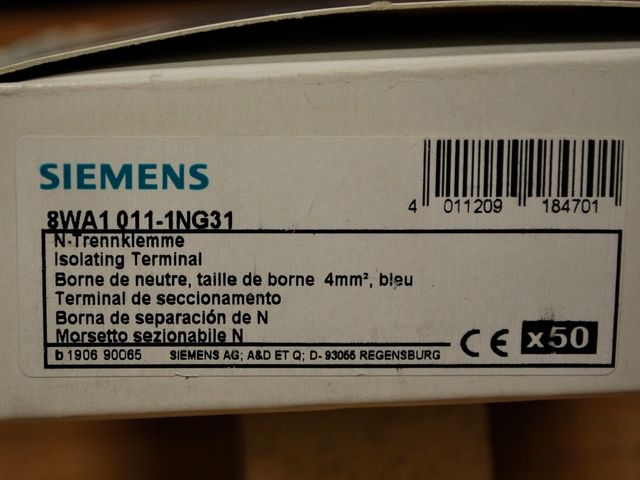 SIEMENS
4 011209 184701
8WA1 011-1NG31
N-Trennklemme
Isolating Terminal
Borne de neutre, taille de borne 4mm², bleu
Terminal de seccionamento
Borna de separación de N
Morsetto sezionabile N
b 1906 90065 SIEMENS AG; A&D ET Q; D- 93055 REGENSBURG
CE x50